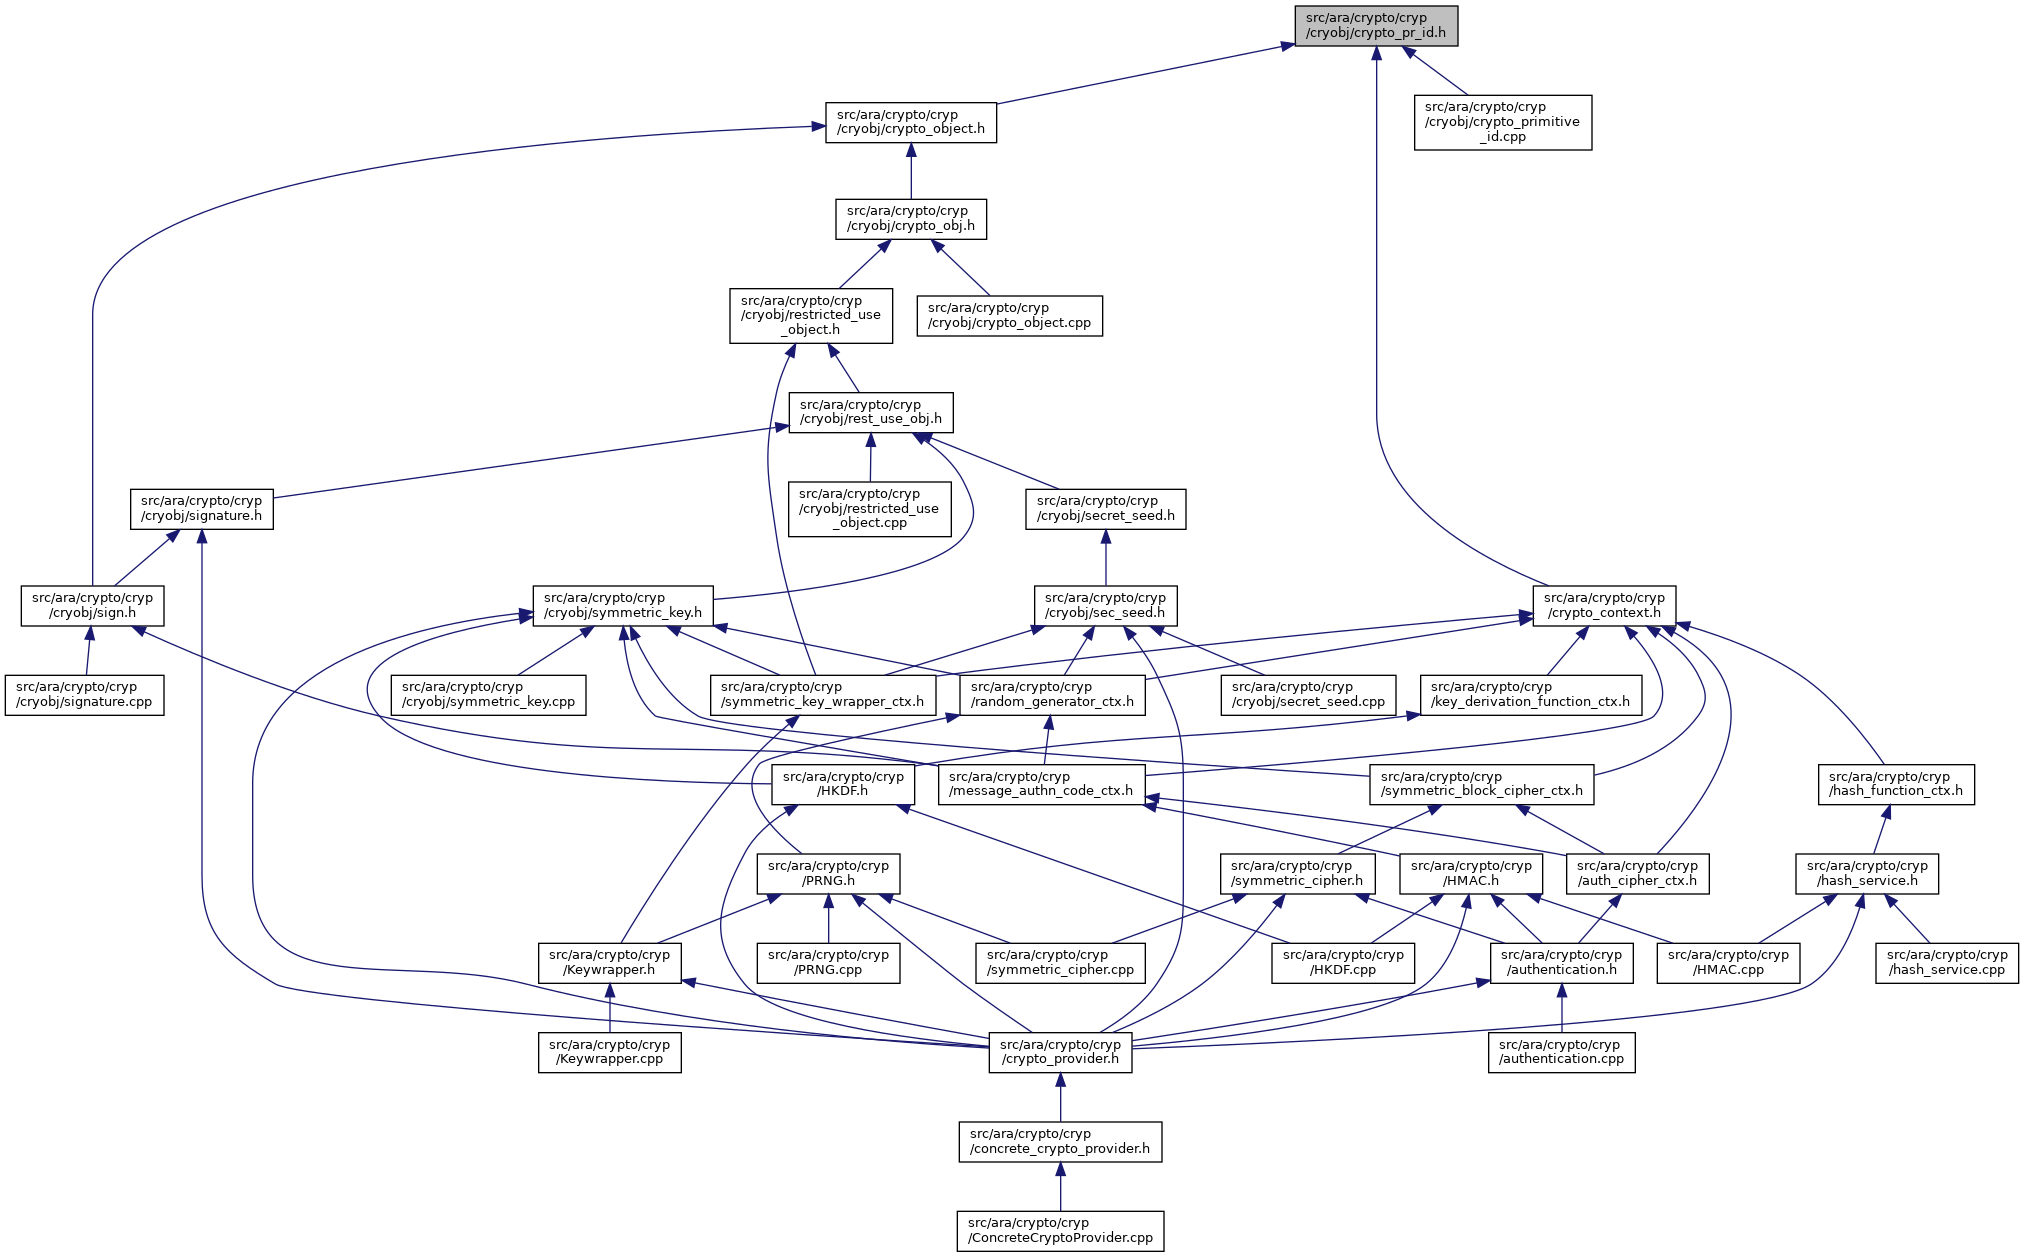 src/ara/crypto/cryp
/cryobj/crypto_pr_id.h
src/ara/crypto/cryp
/cryobj/crypto_object.h
src/ara/crypto/cryp
/cryobj/crypto_primitive
_id.cpp
src/ara/crypto/cryp
/cryobj/crypto_obj.h
src/ara/crypto/cryp
/cryobj/restricted_use
_object.h
src/ara/crypto/cryp
/cryobj/crypto_object.cpp
src/ara/crypto/cryp
/cryobj/rest_use_obj.h
src/ara/crypto/cryp
/cryobj/signature.h
src/ara/crypto/cryp
/cryobj/restricted_use
_object.cpp
src/ara/crypto/cryp
/cryobj/secret_seed.h
src/ara/crypto/cryp
/cryobj/sign.h
src/ara/crypto/cryp
/cryobj/symmetric_key.h
src/ara/crypto/cryp
/cryobj/sec_seed.h
src/ara/crypto/cryp
/crypto_context.h
src/ara/crypto/cryp
/cryobj/signature.cpp
src/ara/crypto/cryp
/cryobj/symmetric_key.cpp
src/ara/crypto/cryp
/symmetric_key_wrapper_ctx.h
src/ara/crypto/cryp
/random_generator_ctx.h
src/ara/crypto/cryp
/cryobj/secret_seed.cpp
src/ara/crypto/cryp
/key_derivation_function_ctx.h
src/ara/crypto/cryp
/HKDF.h
src/ara/crypto/cryp
/message_authn_code_ctx.h
src/ara/crypto/cryp
/symmetric_block_cipher_ctx.h
src/ara/crypto/cryp
/hash_function_ctx.h
src/ara/crypto/cryp
/PRNG.h
src/ara/crypto/cryp
/symmetric_cipher.h
src/ara/crypto/cryp
/HMAC.h
src/ara/crypto/cryp
/auth_cipher_ctx.h
src/ara/crypto/cryp
/hash_service.h
src/ara/crypto/cryp
/Keywrapper.h
src/ara/crypto/cryp
/PRNG.cpp
src/ara/crypto/cryp
/symmetric_cipher.cpp
src/ara/crypto/cryp
/HKDF.cpp
src/ara/crypto/cryp
/authentication.h
src/ara/crypto/cryp
/HMAC.cpp
src/ara/crypto/cryp
/hash_service.cpp
src/ara/crypto/cryp
/Keywrapper.cpp
src/ara/crypto/cryp
/crypto_provider.h
src/ara/crypto/cryp
/authentication.cpp
src/ara/crypto/cryp
/concrete_crypto_provider.h
src/ara/crypto/cryp
/ConcreteCryptoProvider.cpp